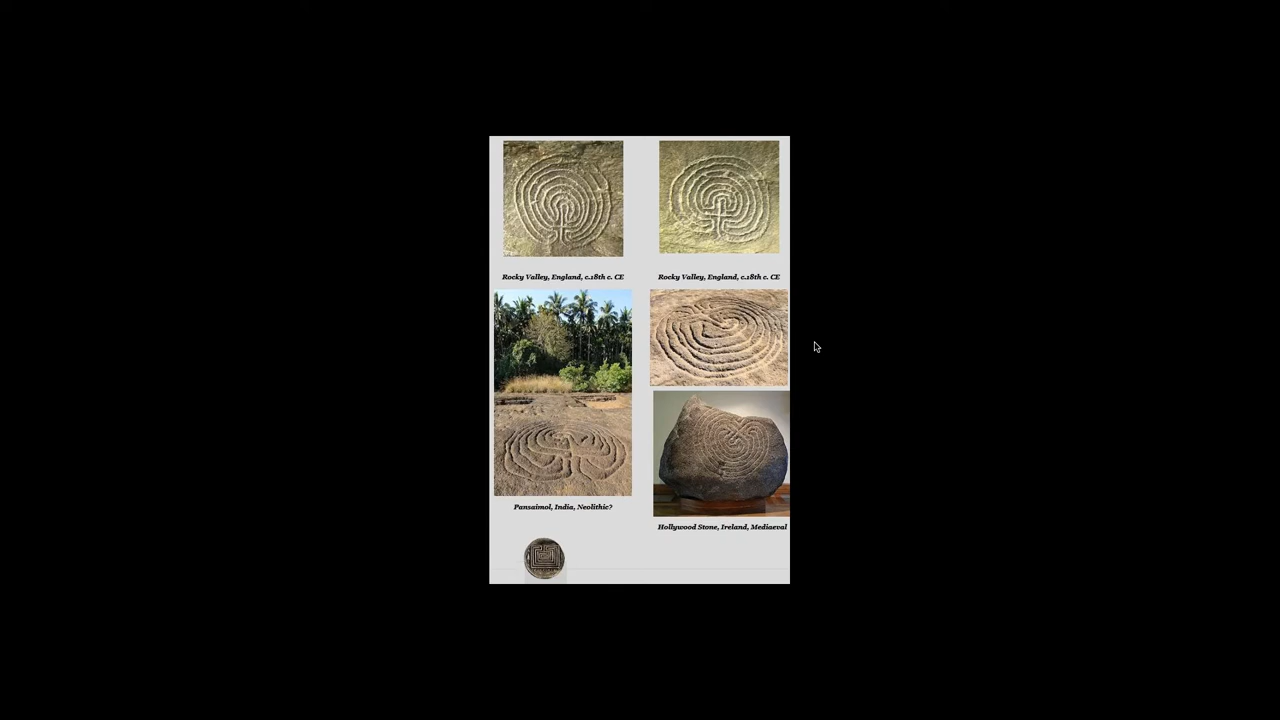 Rocky Valley, England, c.18th c. CE
Rocky Valley, England, c.18th c. CE
Pansaimol, India, Neolithic?
Hollywood Stone, Ireland, Mediaeval